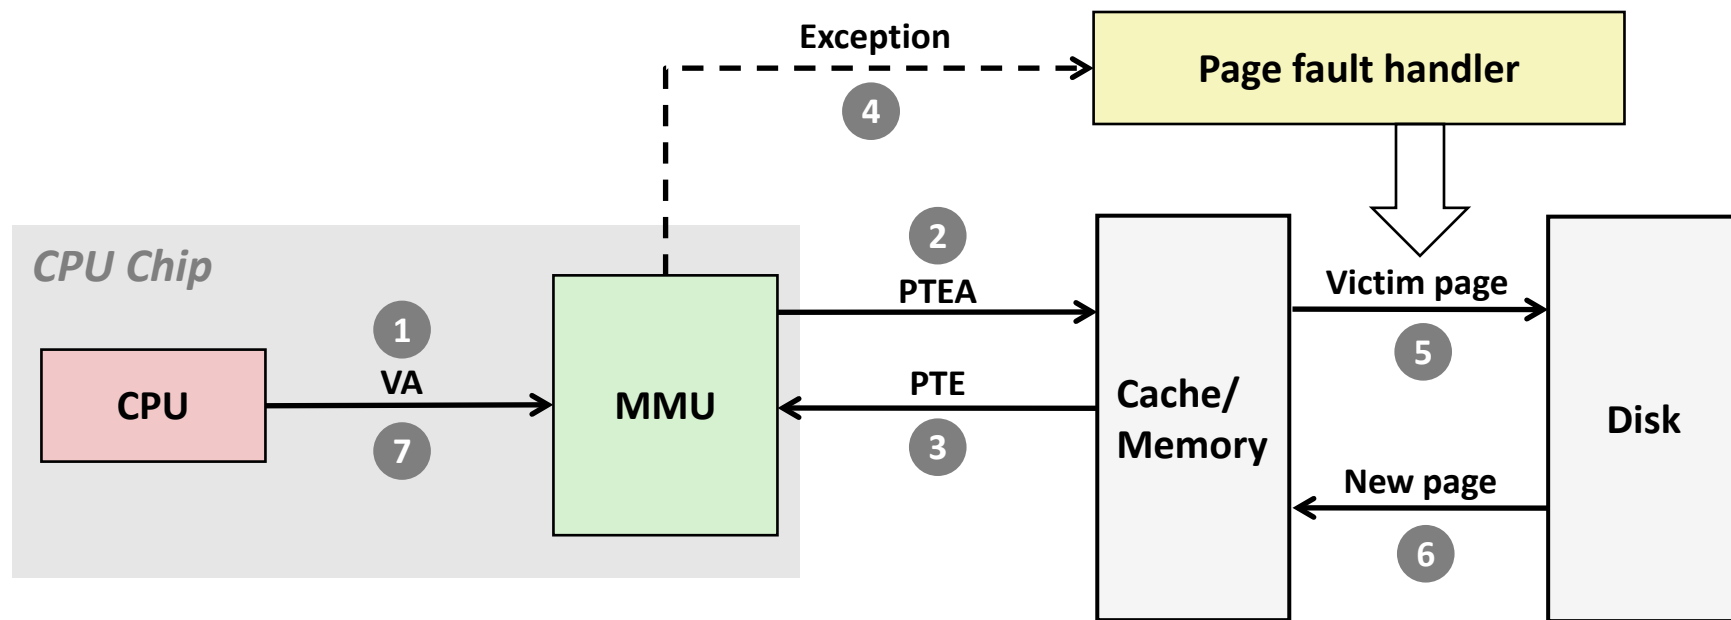 Exception
Page fault handler
4
CPU Chip
2
PTEA
Victim page
1
VA
5
CPU
MMU
PTE
Cache/
Memory
Disk
7
3
New page
6